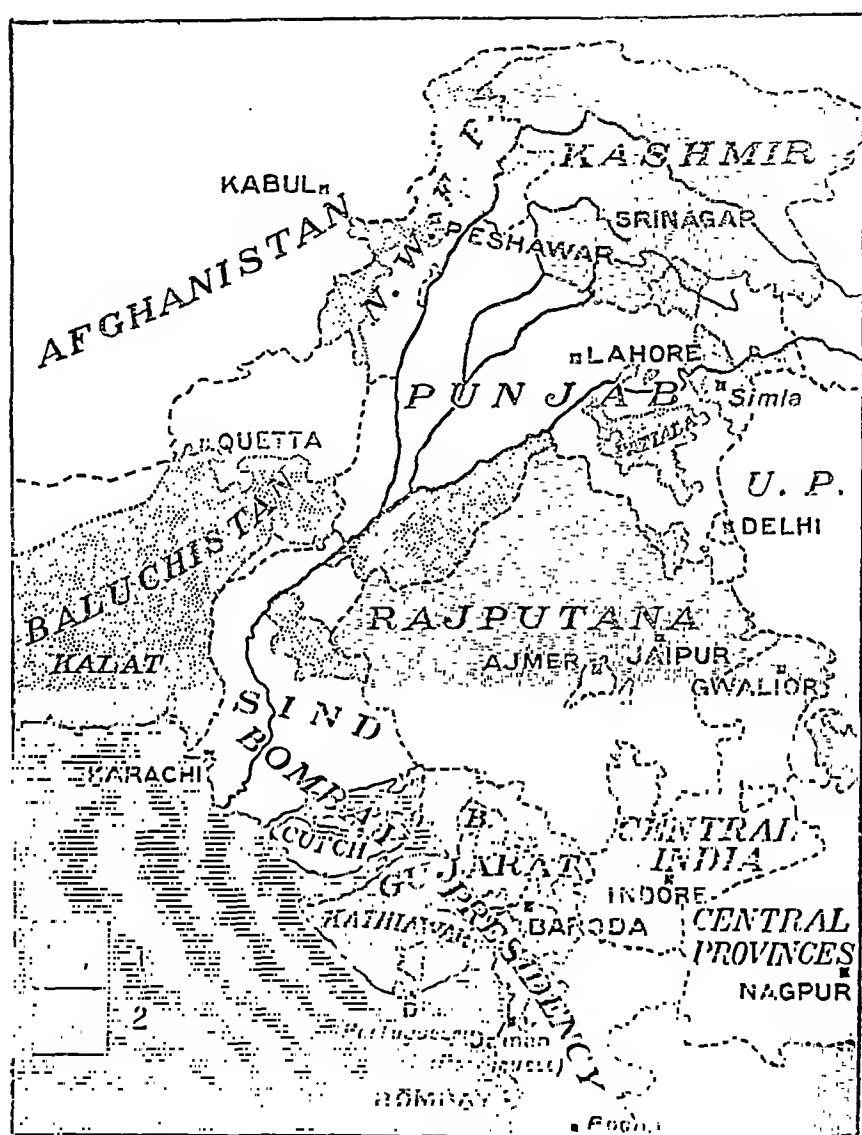 KASHMIR
KABUL
SRINAGAR
AFGHANISTAN
N. W. F. P.
PESHAWAR
LAHORE
PUNJAB
Simla
PATIALA
QUETTA
U. P.
DELHI
BALUCHISTAN
RAJPUTANA
KALAT
AJMER
JAIPUR
GWALIOR
SIND
KARACHI
BOMBAY
PRESIDENCY
CUTCH
B
CENTRAL
INDIA
GUJARAT
INDORE
KATHIAWAR
BARODA
CENTRAL
PROVINCES
NAGPUR
1
2
D
BOMBAY